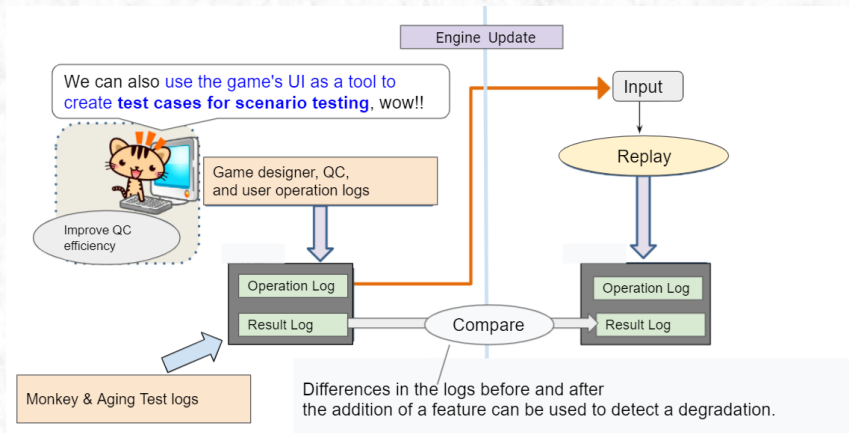 Engine Update
We can also use the game's UI as a tool to
create test cases for scenario testing, wow!!
Input
Replay
Game designer, QC,
and user operation logs
Improve QC
efficiency
Operation Log
Result Log
Compare
Operation Log
Result Log
Monkey & Aging Test logs
Differences in the logs before and after
the addition of a feature can be used to detect a degradation.